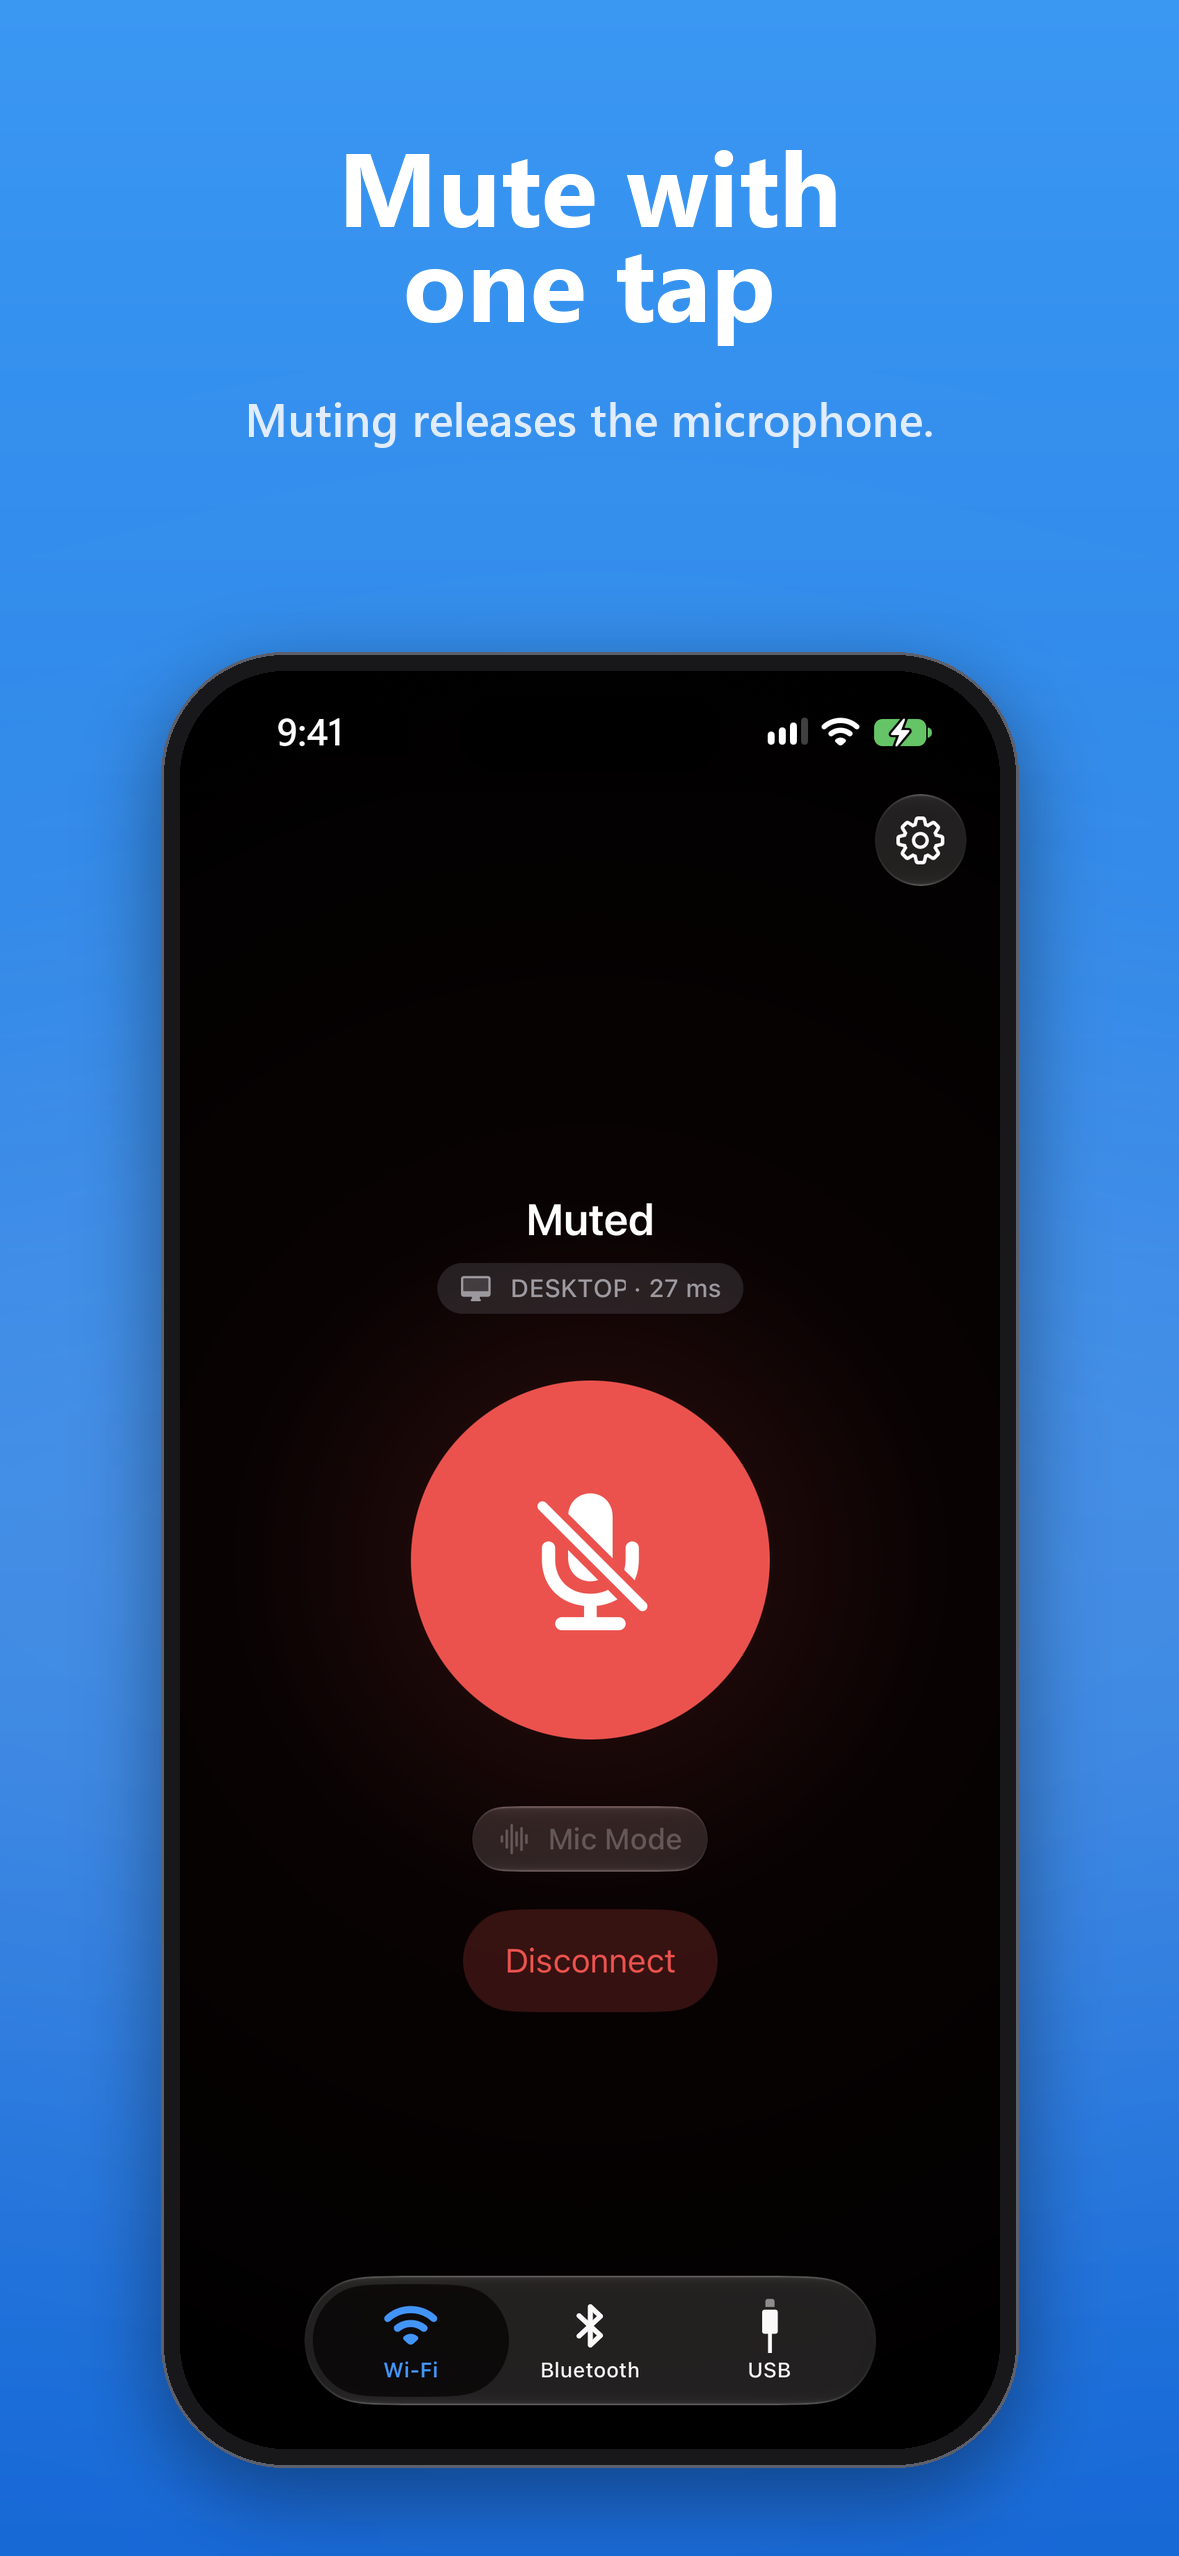 Mute with
one tap
Muting releases the microphone.
9:41
Muted
DESKTOP · 27 ms
Mic Mode
Disconnect
Wi-Fi
Bluetooth
USB